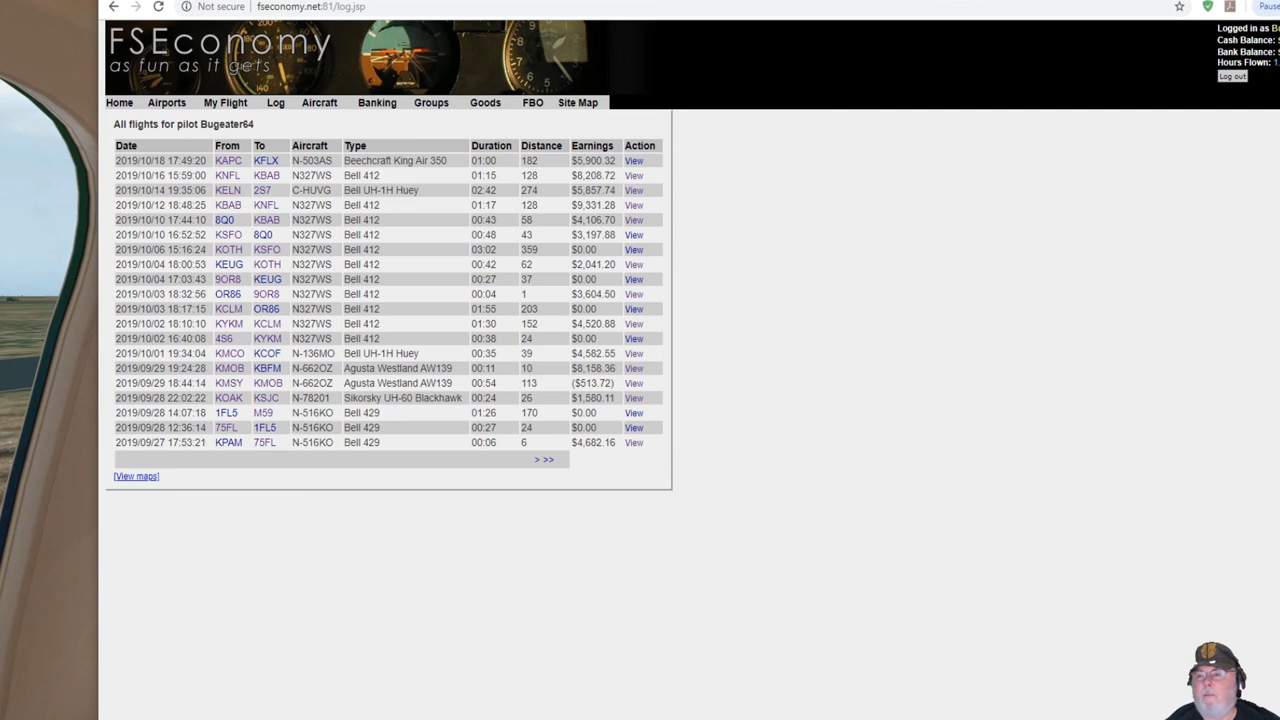 Not secure fseconomy.net:81/log.jsp Pause
FSEconomy
as fun as it gets
Logged in as B
Cash Balance:
Bank Balance:
Hours Flown: 1
Log out
Home Airports My Flight Log Aircraft Banking Groups Goods FBO Site Map
All flights for pilot Bugeater64
Date From To Aircraft Type Duration Distance Earnings Action
2019/10/18 17:49:20 KAPC KFLX N-503AS Beechcraft King Air 350 01:00 182 $5,900.32 View
2019/10/16 15:59:00 KNFL KBAB N327WS Bell 412 01:15 128 $8,208.72 View
2019/10/14 19:35:06 KELN 2S7 C-HUVG Bell UH-1H Huey 02:42 274 $5,857.74 View
2019/10/12 18:48:25 KBAB KNFL N327WS Bell 412 01:17 128 $9,331.28 View
2019/10/10 17:44:10 8Q0 KBAB N327WS Bell 412 00:43 58 $4,106.70 View
2019/10/10 16:52:52 KSFO 8Q0 N327WS Bell 412 00:48 43 $3,197.88 View
2019/10/06 15:16:24 KOTH KSFO N327WS Bell 412 03:02 359 $0.00 View
2019/10/04 18:00:53 KEUG KOTH N327WS Bell 412 00:42 62 $2,041.20 View
2019/10/04 17:03:43 9OR8 KEUG N327WS Bell 412 00:27 37 $0.00 View
2019/10/03 18:32:56 OR86 9OR8 N327WS Bell 412 00:04 1 $3,604.50 View
2019/10/03 18:17:15 KCLM OR86 N327WS Bell 412 01:55 203 $0.00 View
2019/10/02 18:10:10 KYKM KCLM N327WS Bell 412 01:30 152 $4,520.88 View
2019/10/02 16:40:08 4S6 KYKM N327WS Bell 412 00:38 24 $0.00 View
2019/10/01 19:34:04 KMCO KCOF N-136MO Bell UH-1H Huey 00:35 39 $4,582.55 View
2019/09/29 19:24:28 KMOB KBFM N-662OZ Agusta Westland AW139 00:11 10 $8,158.36 View
2019/09/29 18:44:14 KMSY KMOB N-662OZ Agusta Westland AW139 00:54 113 ($513.72) View
2019/09/28 22:02:22 KOAK KSJC N-78201 Sikorsky UH-60 Blackhawk 00:24 26 $1,580.11 View
2019/09/28 14:07:18 1FL5 M59 N-516KO Bell 429 01:26 170 $0.00 View
2019/09/28 12:36:14 75FL 1FL5 N-516KO Bell 429 00:27 24 $0.00 View
2019/09/27 17:53:21 KPAM 75FL N-516KO Bell 429 00:06 6 $4,682.16 View
> >>
[View maps]